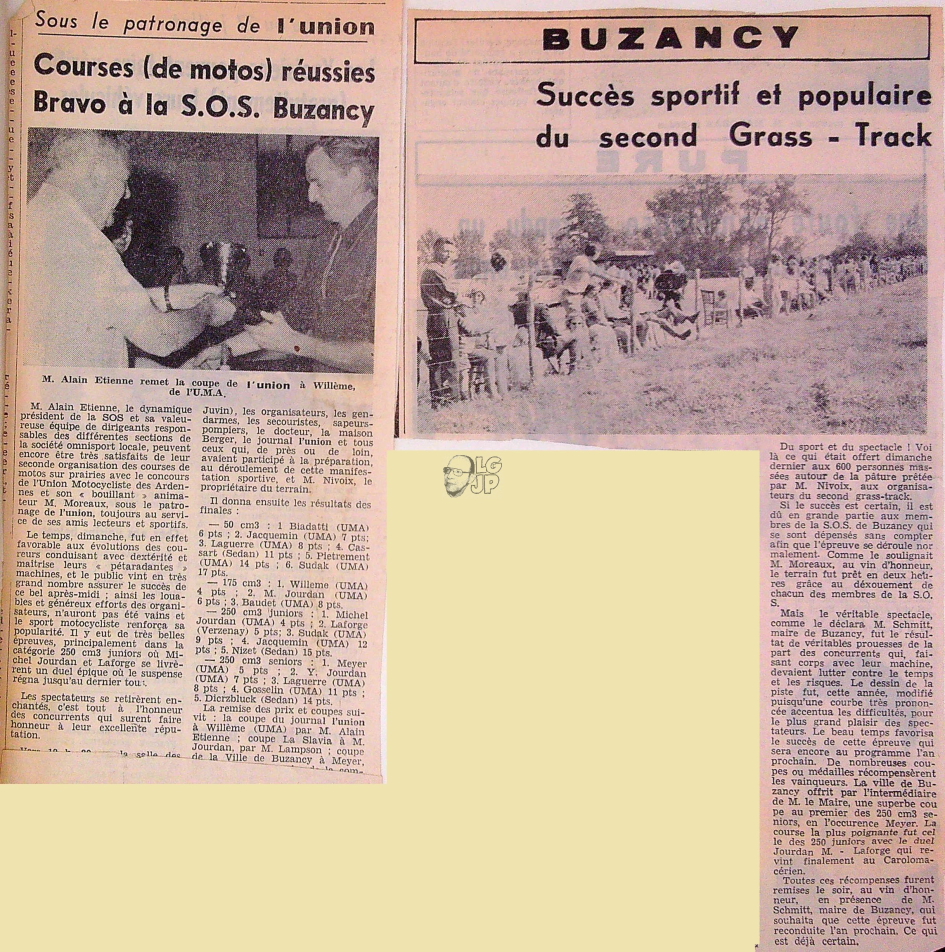 Sous le patronage de l'union
Courses (de motos) réussies
Bravo à la S.O.S. Buzancy
M. Alain Etienne remet la coupe de l'union à Willème,
de l'U.M.A.
M. Alain Etienne, le dynamique
président de la SOS et sa valeu-
reuse équipe de dirigeants respon-
sables des différentes sections de
la société omnisport locale, peuvent
encore être très satisfaits de leur
seconde organisation des courses de
motos sur prairies avec le concours
de l'Union Motocycliste des Arden-
nes et son « bouillant » anima-
teur M. Moreaux, sous le patro-
nage de l'union, toujours au servi-
ce de ses amis lecteurs et sportifs.
Le temps, dimanche, fut en effet
favorable aux évolutions des cou-
reurs conduisant avec dextérité et
maîtrise leurs « pétaradantes »
machines, et le public vint en très
grand nombre assurer le succès de
ce bel après-midi ; ainsi les loua-
bles et généreux efforts des organi-
sateurs, n'auront pas été vains et
le sport motocycliste renforça sa
popularité. Il y eut de très belles
épreuves, principalement dans la
catégorie 250 cm3 juniors où Mi-
chel Jourdan et Laforge se livrè-
rent un duel épique où le suspense
régna jusqu'au dernier tour.
Les spectateurs se retirèrent en-
chantés, c'est tout à l'honneur
des concurrents qui surent faire
honneur à leur excellente répu-
tation.
la salle des
Juvin), les organisateurs, les gen-
darmes, les secouristes, sapeurs-
pompiers, le docteur, la maison
Berger, le journal l'union et tous
ceux qui, de près ou de loin,
avaient participé à la préparation,
au déroulement de cette manifes-
tation sportive, et M. Nivoix, le
propriétaire du terrain.
Il donna ensuite les résultats des
finales :
— 50 cm3 : 1 Biadatti (UMA)
6 pts ; 2. Jacquemin (UMA) 7 pts;
3. Laguerre (UMA) 8 pts ; 4. Cas-
sart (Sedan) 11 pts ; 5. Pletrement
(UMA) 14 pts ; 6. Sudak (UMA)
17 pts.
— 175 cm3 : 1. Willeme (UMA)
4 pts ; 2. M. Jourdan (UMA)
6 pts ; 3. Baudet (UMA) 8 pts.
— 250 cm3 juniors : 1. Michel
Jourdan (UMA) 4 pts ; 2. Laforge
(Verzenay) 5 pts; 3. Sudak (UMA)
9 pts ; 4. Jacquemin (UMA) 12
pts ; 5. Nizet (Sedan) 15 pts.
— 250 cm3 seniors : 1. Meyer
(UMA) 5 pts ; 2. Y. Jourdan
(UMA) 7 pts ; 3. Laguerre (UMA)
8 pts ; 4. Gosselin (UMA) 11 pts ;
5. Dierzbluck (Sedan) 14 pts.
La remise des prix et coupes sui-
vit : la coupe du journal l'union
à Willème (UMA) par M. Alain
Etienne ; coupe La Slavia à M.
Jourdan, par M. Lampson ; coupe
de la Ville de Buzancy à Meyer,
BUZANCY
Succès sportif et populaire
du second Grass - Track
LG
JP
Du sport et du spectacle ! Voi
là ce qui était offert dimanche
dernier aux 600 personnes mas-
sées autour de la pâture prêtée
par M. Nivoix, aux organisa-
teurs du second grass-track.
Si le succès est certain, il est
dû en grande partie aux mem-
bres de la S.O.S. de Buzancy qui
se sont dépensés sans compter
afin que l'épreuve se déroule nor
malement. Comme le soulignait
M. Moreaux, au vin d'honneur,
le terrain fut prêt en deux heu-
res grâce au déxouement de
chacun des membres de la S.O.
S.
Mais le véritable spectacle,
comme le déclara M. Schmitt,
maire de Buzancy, fut le résul-
tat de véritables prouesses de la
part des concurrents qui, fai-
sant corps avec leur machine,
devaient lutter contre le temps
et les risques. Le dessin de la
piste fut, cette année, modifié
puisqu'une courbe très pronon-
cée accentua les difficultés, pour
le plus grand plaisir des spec-
tateurs. Le beau temps favorisa
le succès de cette épreuve qui
sera encore au programme l'an
prochain. De nombreuses cou-
pes ou médailles récompensèrent
les vainqueurs. La ville de Bu-
zancy offrit par l'intermédiaire
de M. le Maire, une superbe cou
pe au premier des 250 cm3 se-
niors, en l'occurence Meyer. La
course la plus poignante fut cel
le des 250 juniors avec le duel
Jourdan M. - Laforge qui re-
vint finalement au Caroloma-
cérien.
Toutes ces récompenses furent
remises le soir, au vin d'hon-
neur, en présence de M.
Schmitt, maire de Buzancy, qui
souhaita que cette épreuve fut
reconduite l'an prochain. Ce qui
est déjà certain.